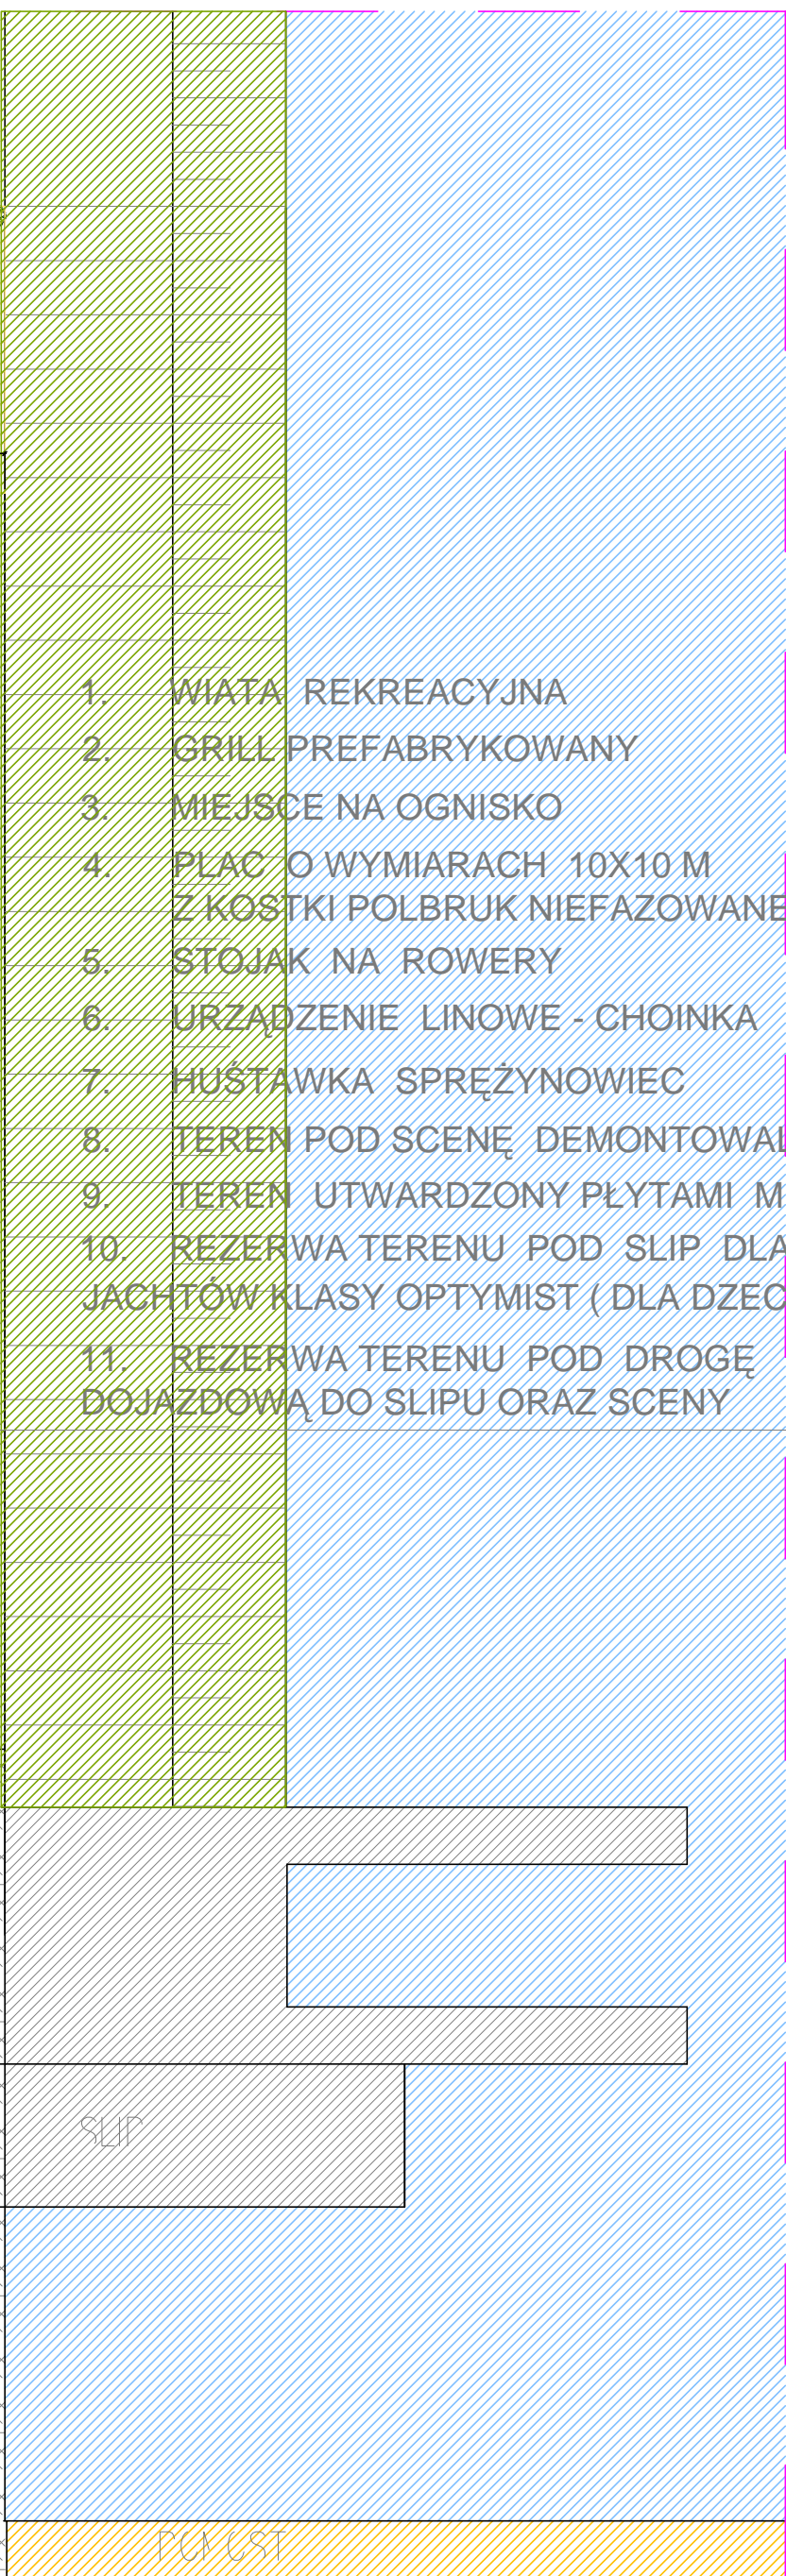 1. WIATA REKREACYJNA
2. GRILL PREFABRYKOWANY
3. MIEJSCE NA OGNISKO
4. PLAC O WYMIARACH 10X10 M
Z KOSTKI POLBRUK NIEFAZOWANE
5. STOJAK NA ROWERY
6. URZĄDZENIE LINOWE - CHOINKA
7. HUŚTAWKA SPRĘŻYNOWIEC
8. TEREN POD SCENĘ DEMONTOWAL
9. TEREN UTWARDZONY PŁYTAMI M
10. REZERWA TERENU POD SLIP DLA
JACHTÓW KLASY OPTYMIST ( DLA DZEC
11. REZERWA TERENU POD DROGĘ
DOJAZDOWĄ DO SLIPU ORAZ SCENY
SLIP
POMOST